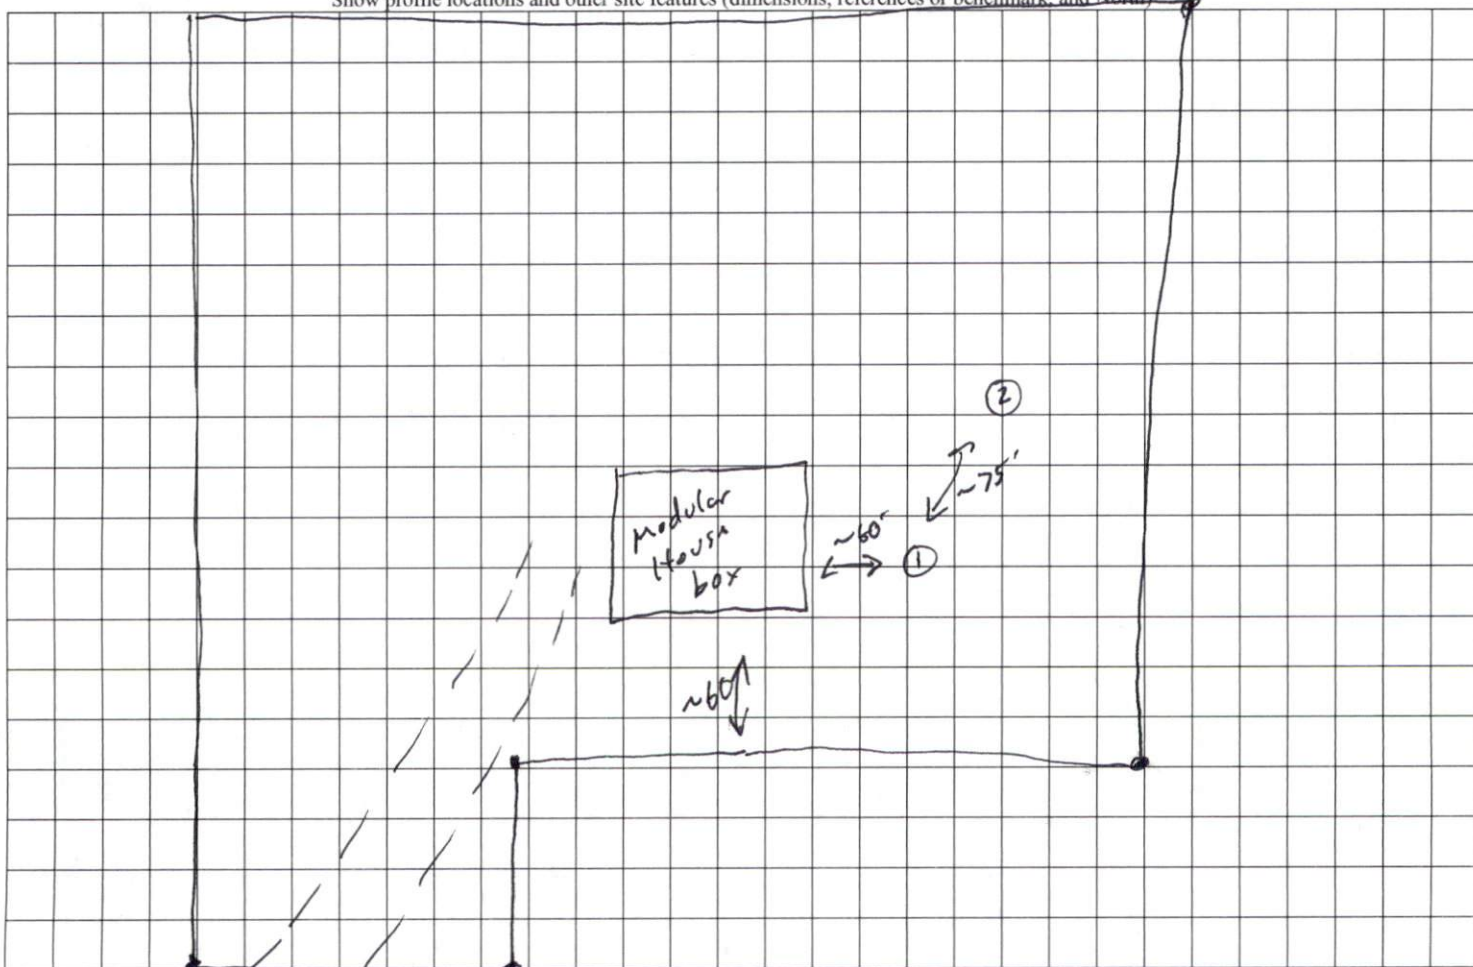 Show profile locations and other site features (dimensions, references or benchmark, and North)
2
~75'
~60'
1
Modular
House
box
~60'